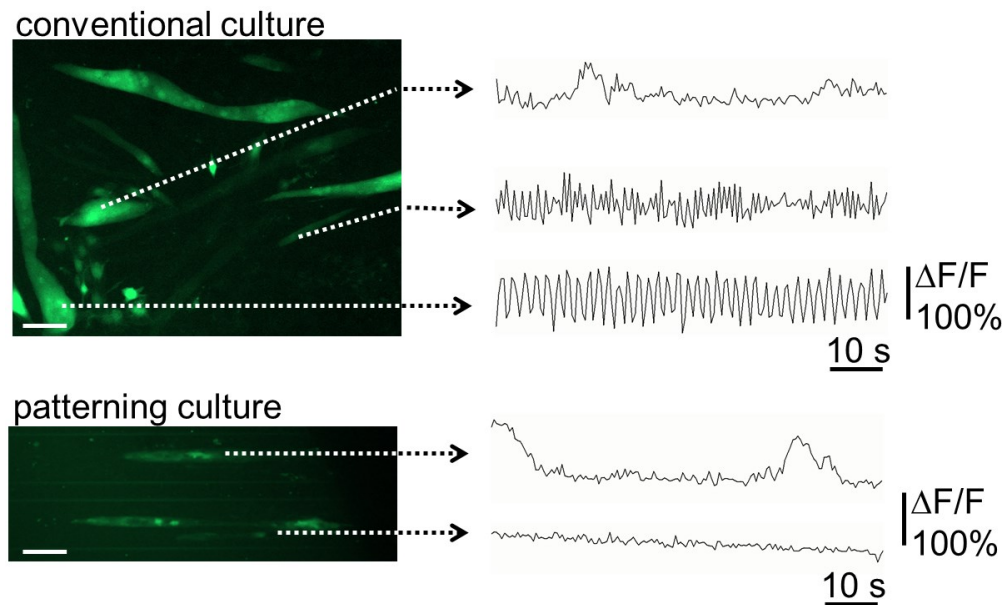 conventional culture
ΔF/F
100%
10 s
patterning culture
ΔF/F
100%
10 s